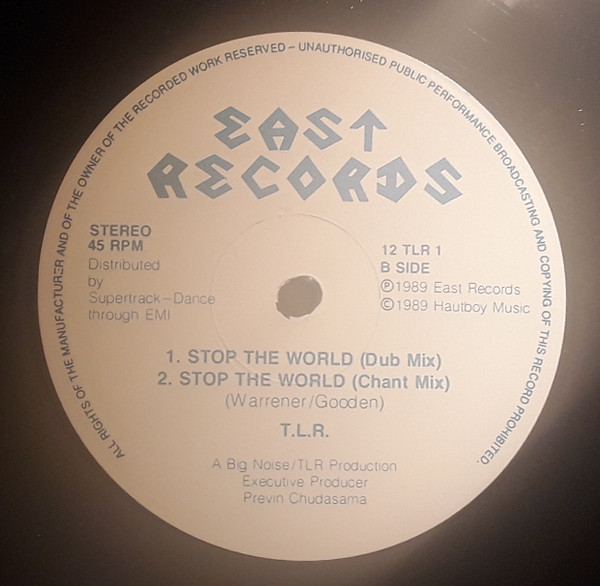 ALL RIGHTS OF THE MANUFACTURER AND OF THE OWNER OF THE RECORDED WORK RESERVED – UNAUTHORISED PUBLIC PERFORMANCE BROADCASTING AND COPYING OF THIS RECORD PROHIBITED.
EAST
RECORDS
STEREO
45 RPM
Distributed
by
Supertrack–Dance
through EMI
12 TLR 1
B SIDE
Ⓟ1989 East Records
©1989 Hautboy Music
1. STOP THE WORLD (Dub Mix)
2. STOP THE WORLD (Chant Mix)
(Warrener/Gooden)
T.L.R.
A Big Noise/TLR Production
Executive Producer
Previn Chudasama